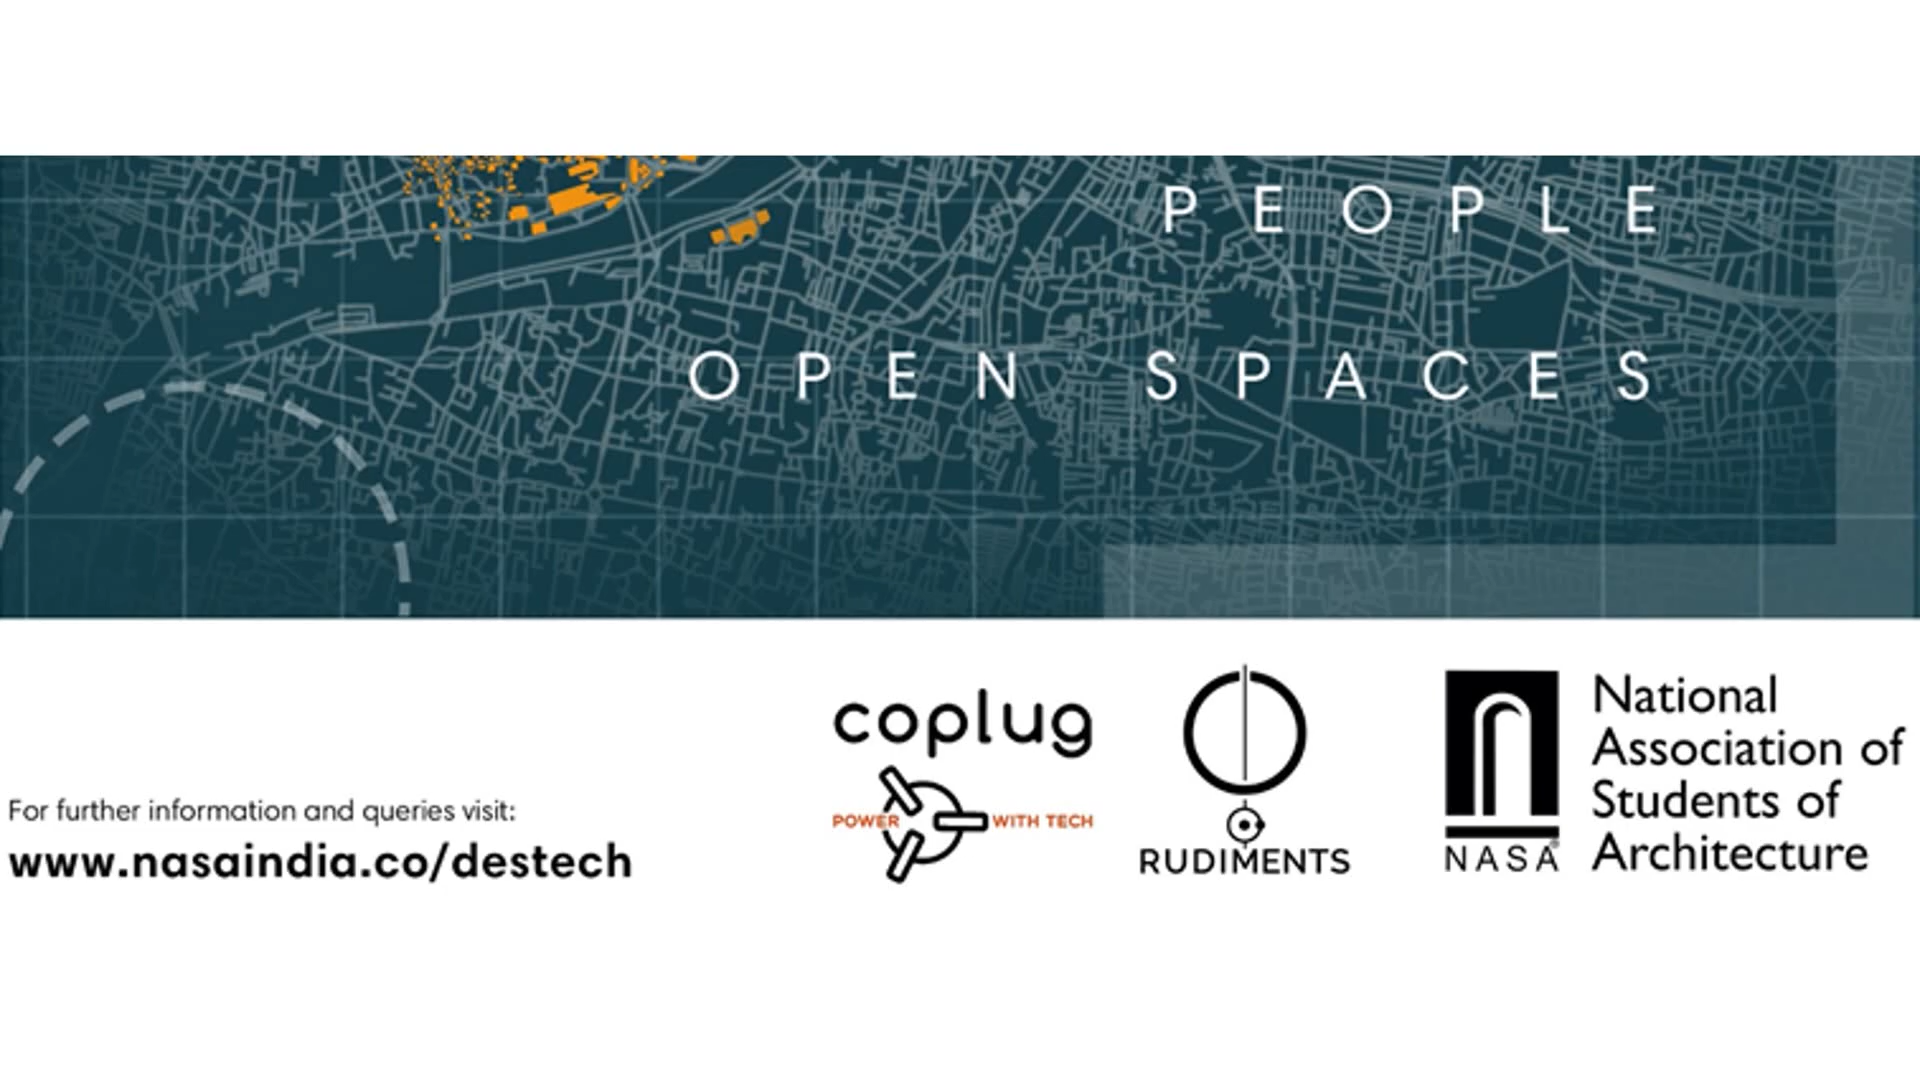 PEOPLE
OPEN SPACES
For further information and queries visit:
www.nasaindia.co/destech
coplug
POWER WITH TECH
RUDIMENTS
NASA
National
Association of
Students of
Architecture